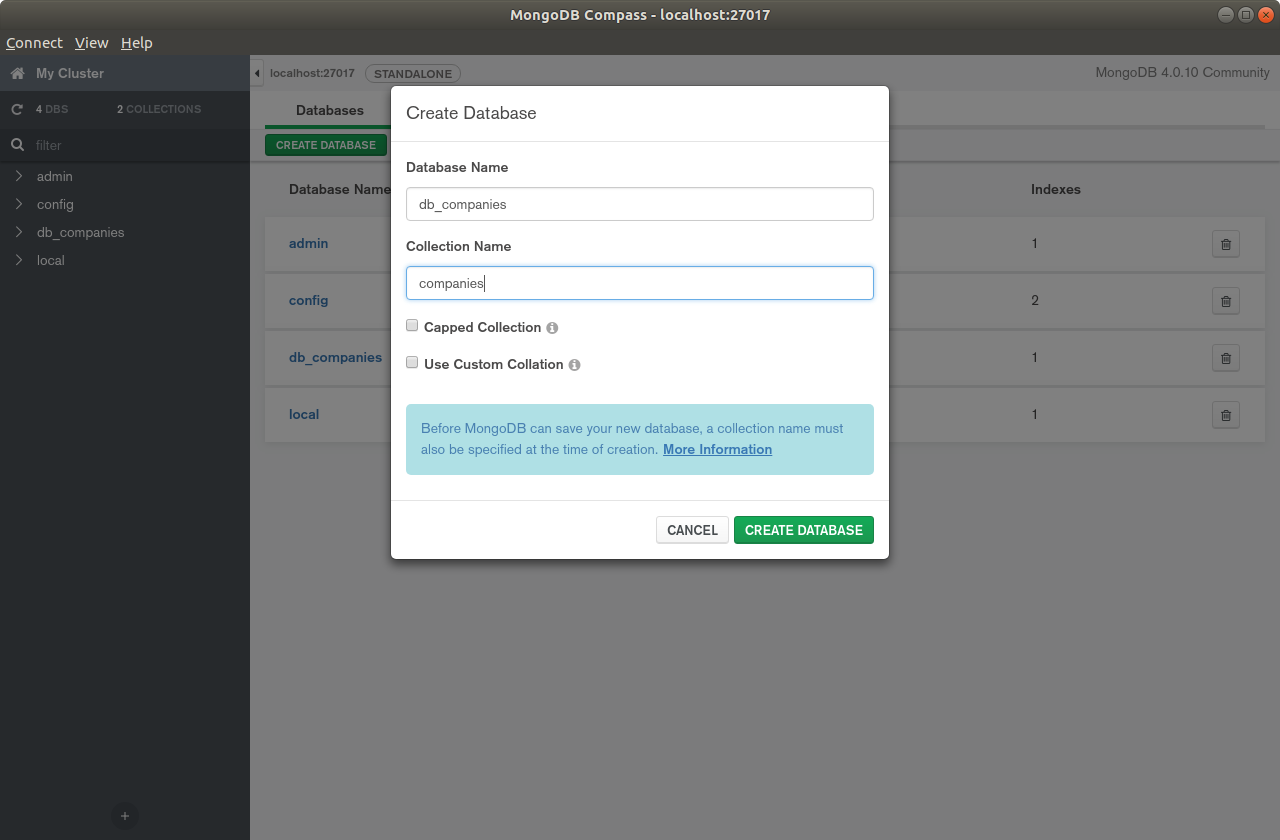 MongoDB Compass - localhost:27017
Connect View Help
My Cluster
localhost:27017 STANDALONE MongoDB 4.0.10 Community
4 DBS 2 COLLECTIONS
Databases
filter
CREATE DATABASE
admin
config
db_companies
local
Database Name Indexes
admin 1
config 2
db_companies 1
local 1
Create Database
Database Name
db_companies
Collection Name
companies
Capped Collection
Use Custom Collation
Before MongoDB can save your new database, a collection name must
also be specified at the time of creation. More Information
CANCEL CREATE DATABASE